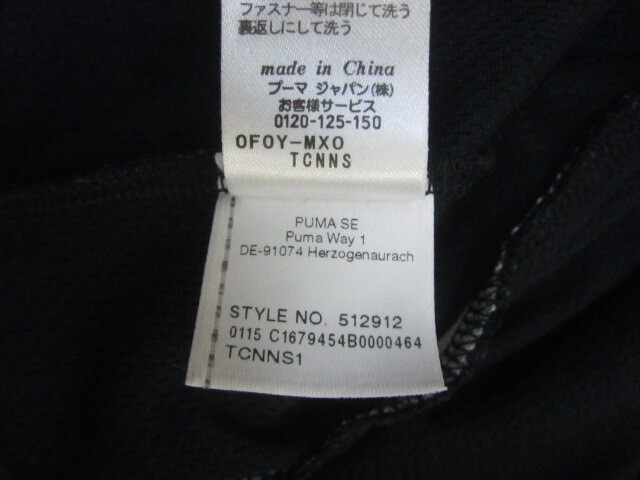 ファスナー等は閉じて洗う
裏返しにして洗う
made in China
プーマ ジャパン(株)
お客様サービス
0120-125-150
OFOY-MXO
TCNNS
PUMA SE
Puma Way 1
DE-91074 Herzogenaurach
STYLE NO. 512912
0115 C1679454B0000464
TCNNS1